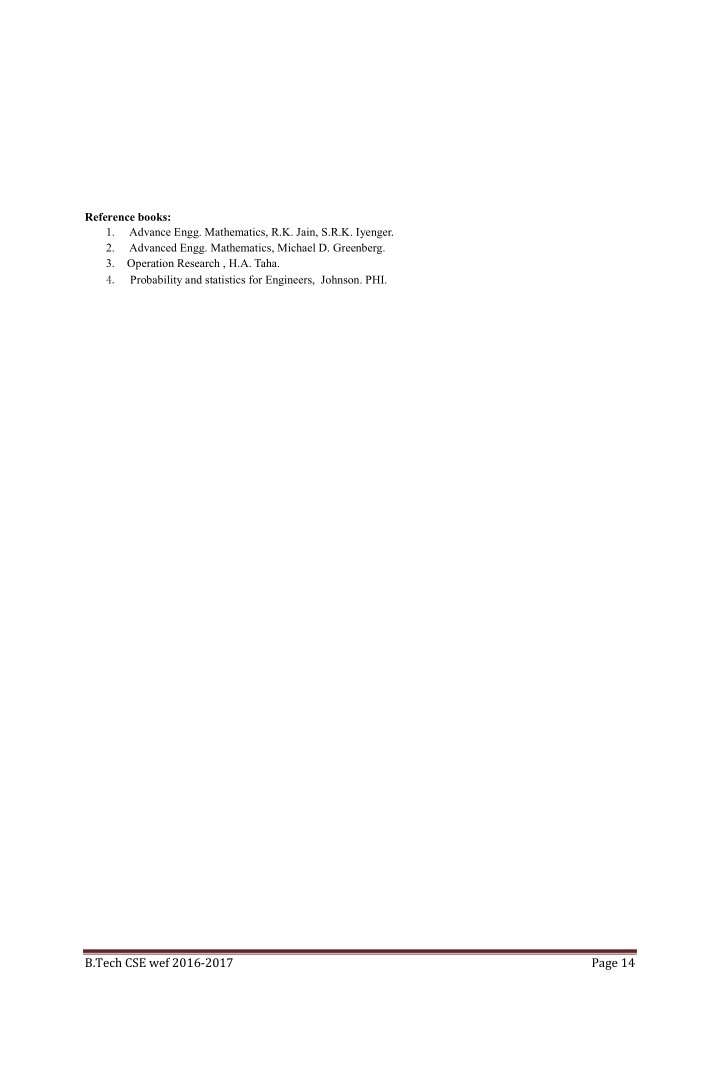 Reference books:
1. Advance Engg. Mathematics, R.K. Jain, S.R.K. Iyenger.
2. Advanced Engg. Mathematics, Michael D. Greenberg.
3. Operation Research , H.A. Taha.
4. Probability and statistics for Engineers, Johnson. PHI.
B.Tech CSE wef 2016-2017 Page 14